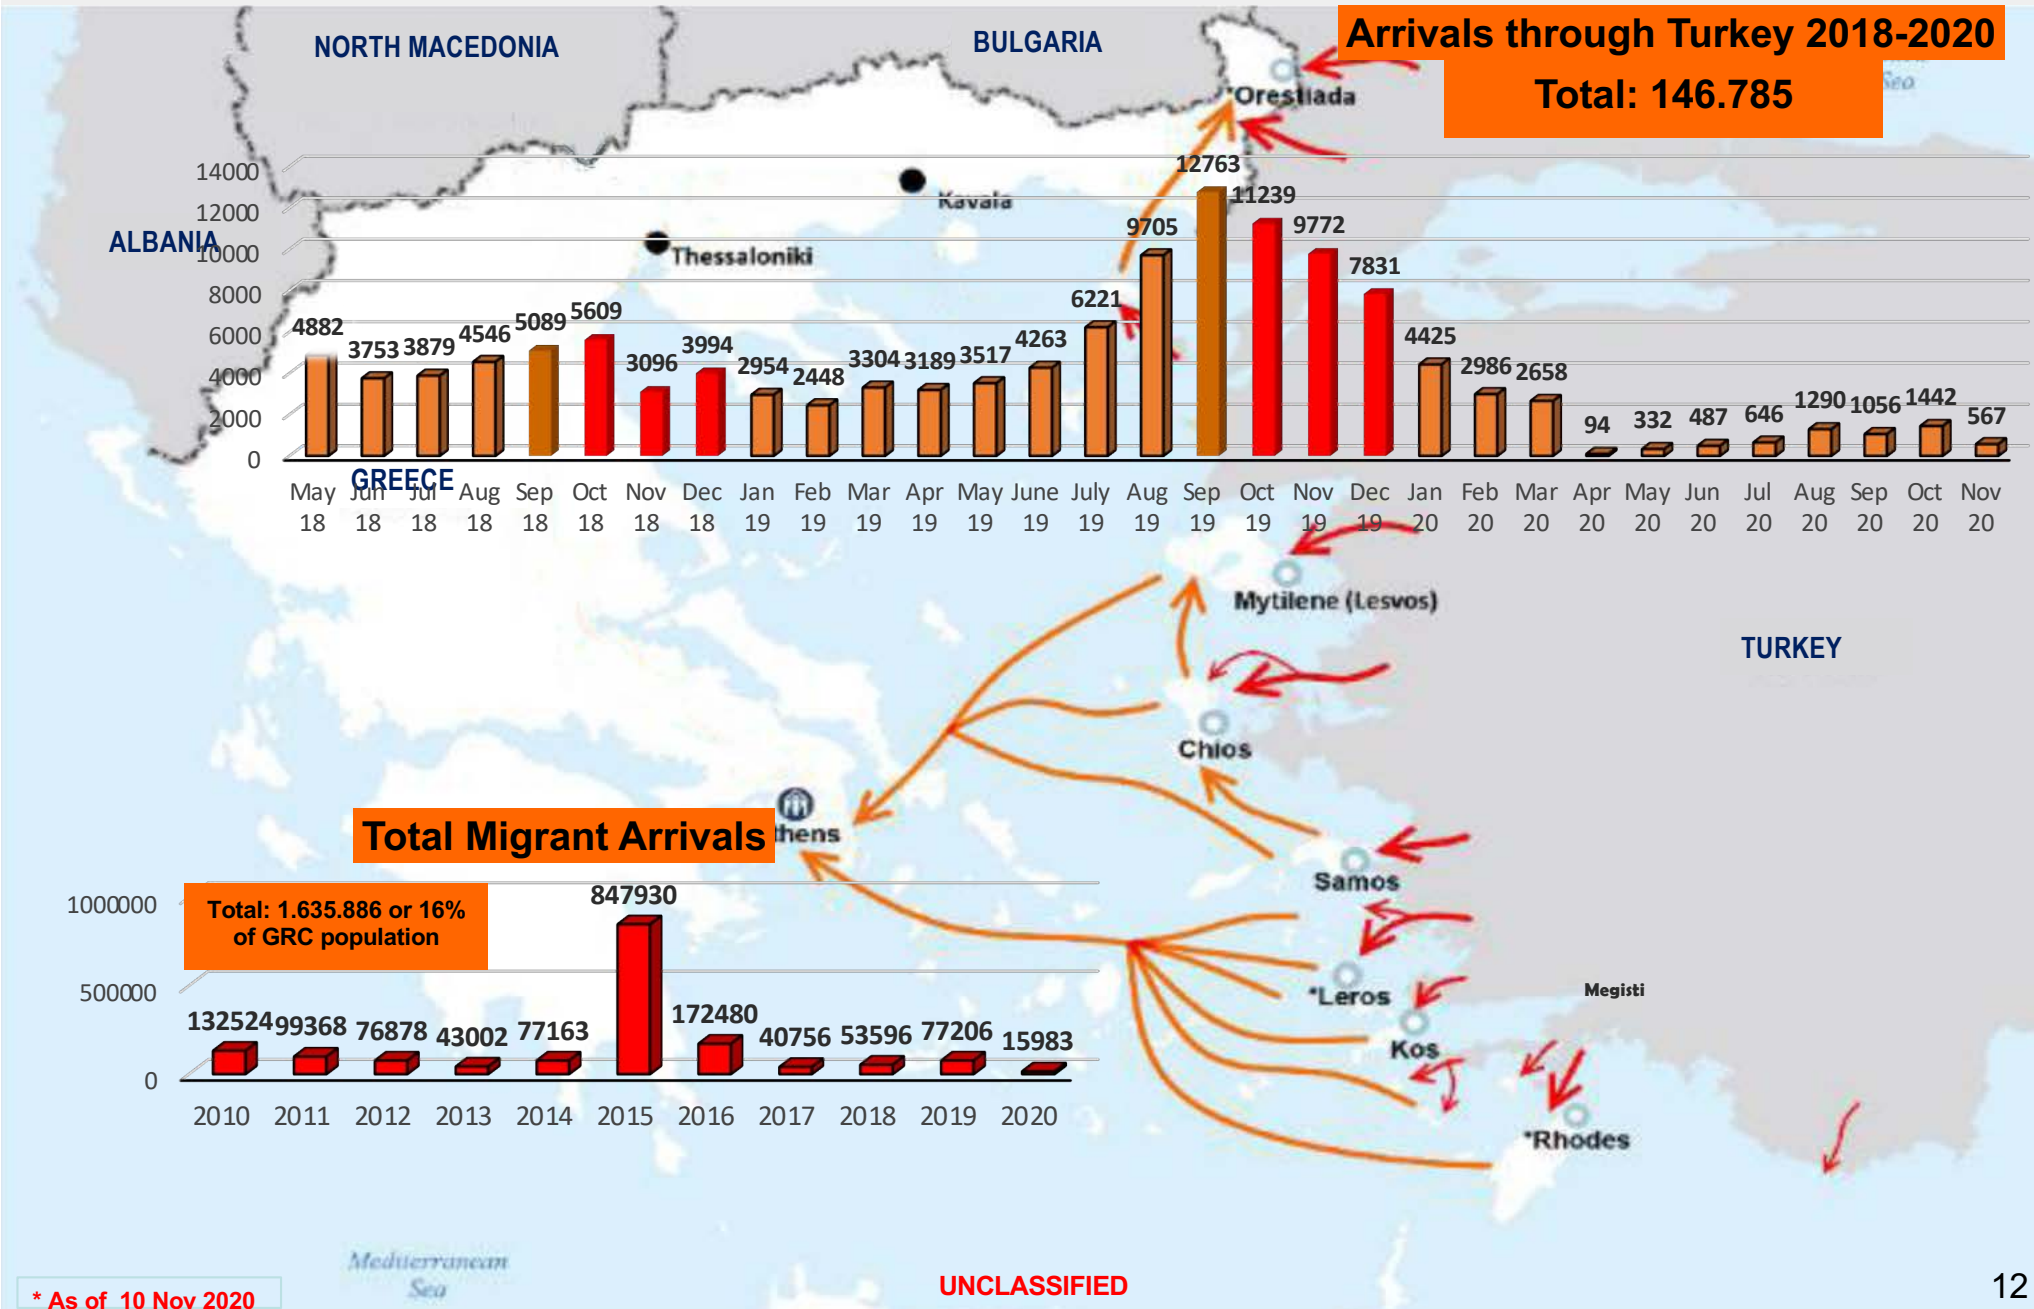 NORTH MACEDONIA
BULGARIA
Arrivals through Turkey 2018-2020
Total: 146.785
Sea
*Orestiada
ALBANIA
Kavala
Thessaloniki
14000
12000
10000
8000
6000
4000
2000
0
4882 3753 3879 4546 5089 5609 3096 3994 2954 2448 3304 3189 3517 4263 6221 9705 12763 11239 9772 7831 4425 2986 2658 94 332 487 646 1290 1056 1442 567
GREECE
May Jun Jul Aug Sep Oct Nov Dec Jan Feb Mar Apr May June July Aug Sep Oct Nov Dec Jan Feb Mar Apr May Jun Jul Aug Sep Oct Nov
18 18 18 18 18 18 18 18 19 19 19 19 19 19 19 19 19 19 19 19 20 20 20 20 20 20 20 20 20 20 20
Mytilene (Lesvos)
TURKEY
Chios
thens
Samos
*Leros
Megisti
Kos
*Rhodes
Total Migrant Arrivals
Total: 1.635.886 or 16%
of GRC population
1000000
500000
0
132524 99368 76878 43002 77163 847930 172480 40756 53596 77206 15983
2010 2011 2012 2013 2014 2015 2016 2017 2018 2019 2020
Mediterranean
Sea
* As of 10 Nov 2020
UNCLASSIFIED
12